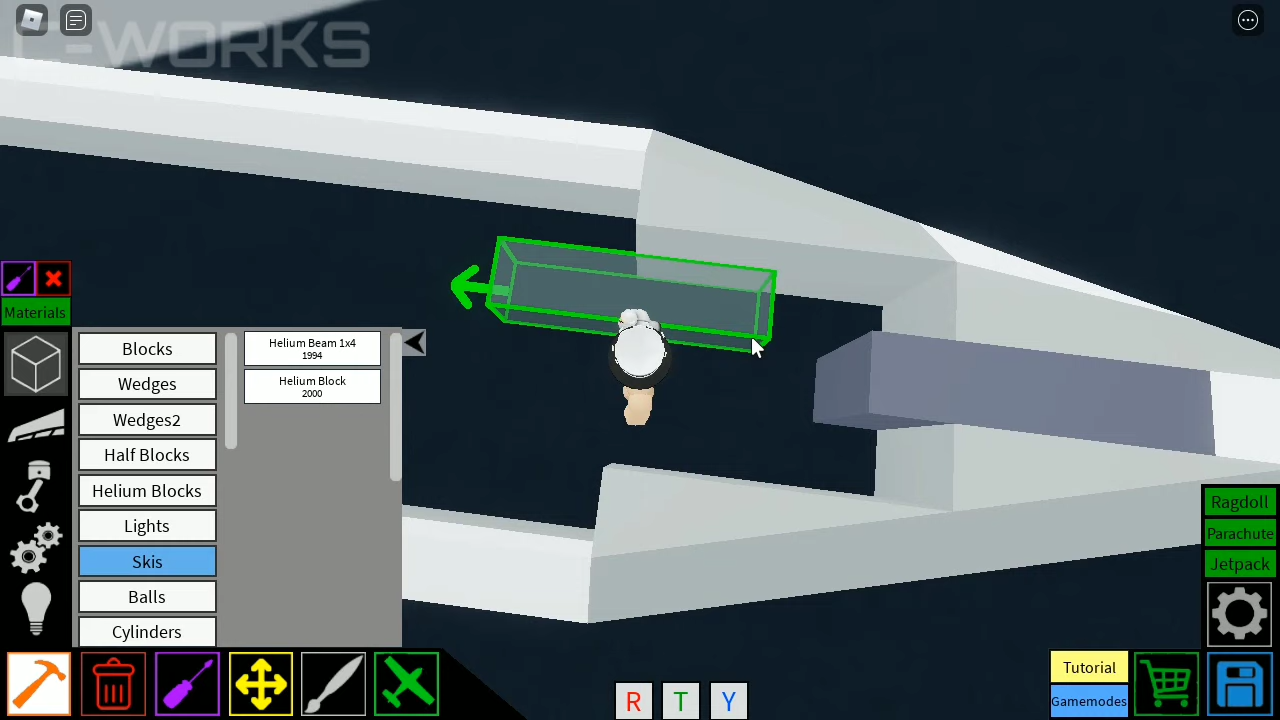 WORKS
Materials
Blocks
Wedges
Wedges2
Half Blocks
Helium Blocks
Lights
Skis
Balls
Cylinders
Helium Beam 1x4
1994
Helium Block
2000
Ragdoll
Parachute
Jetpack
Tutorial
Gamemodes
R T Y